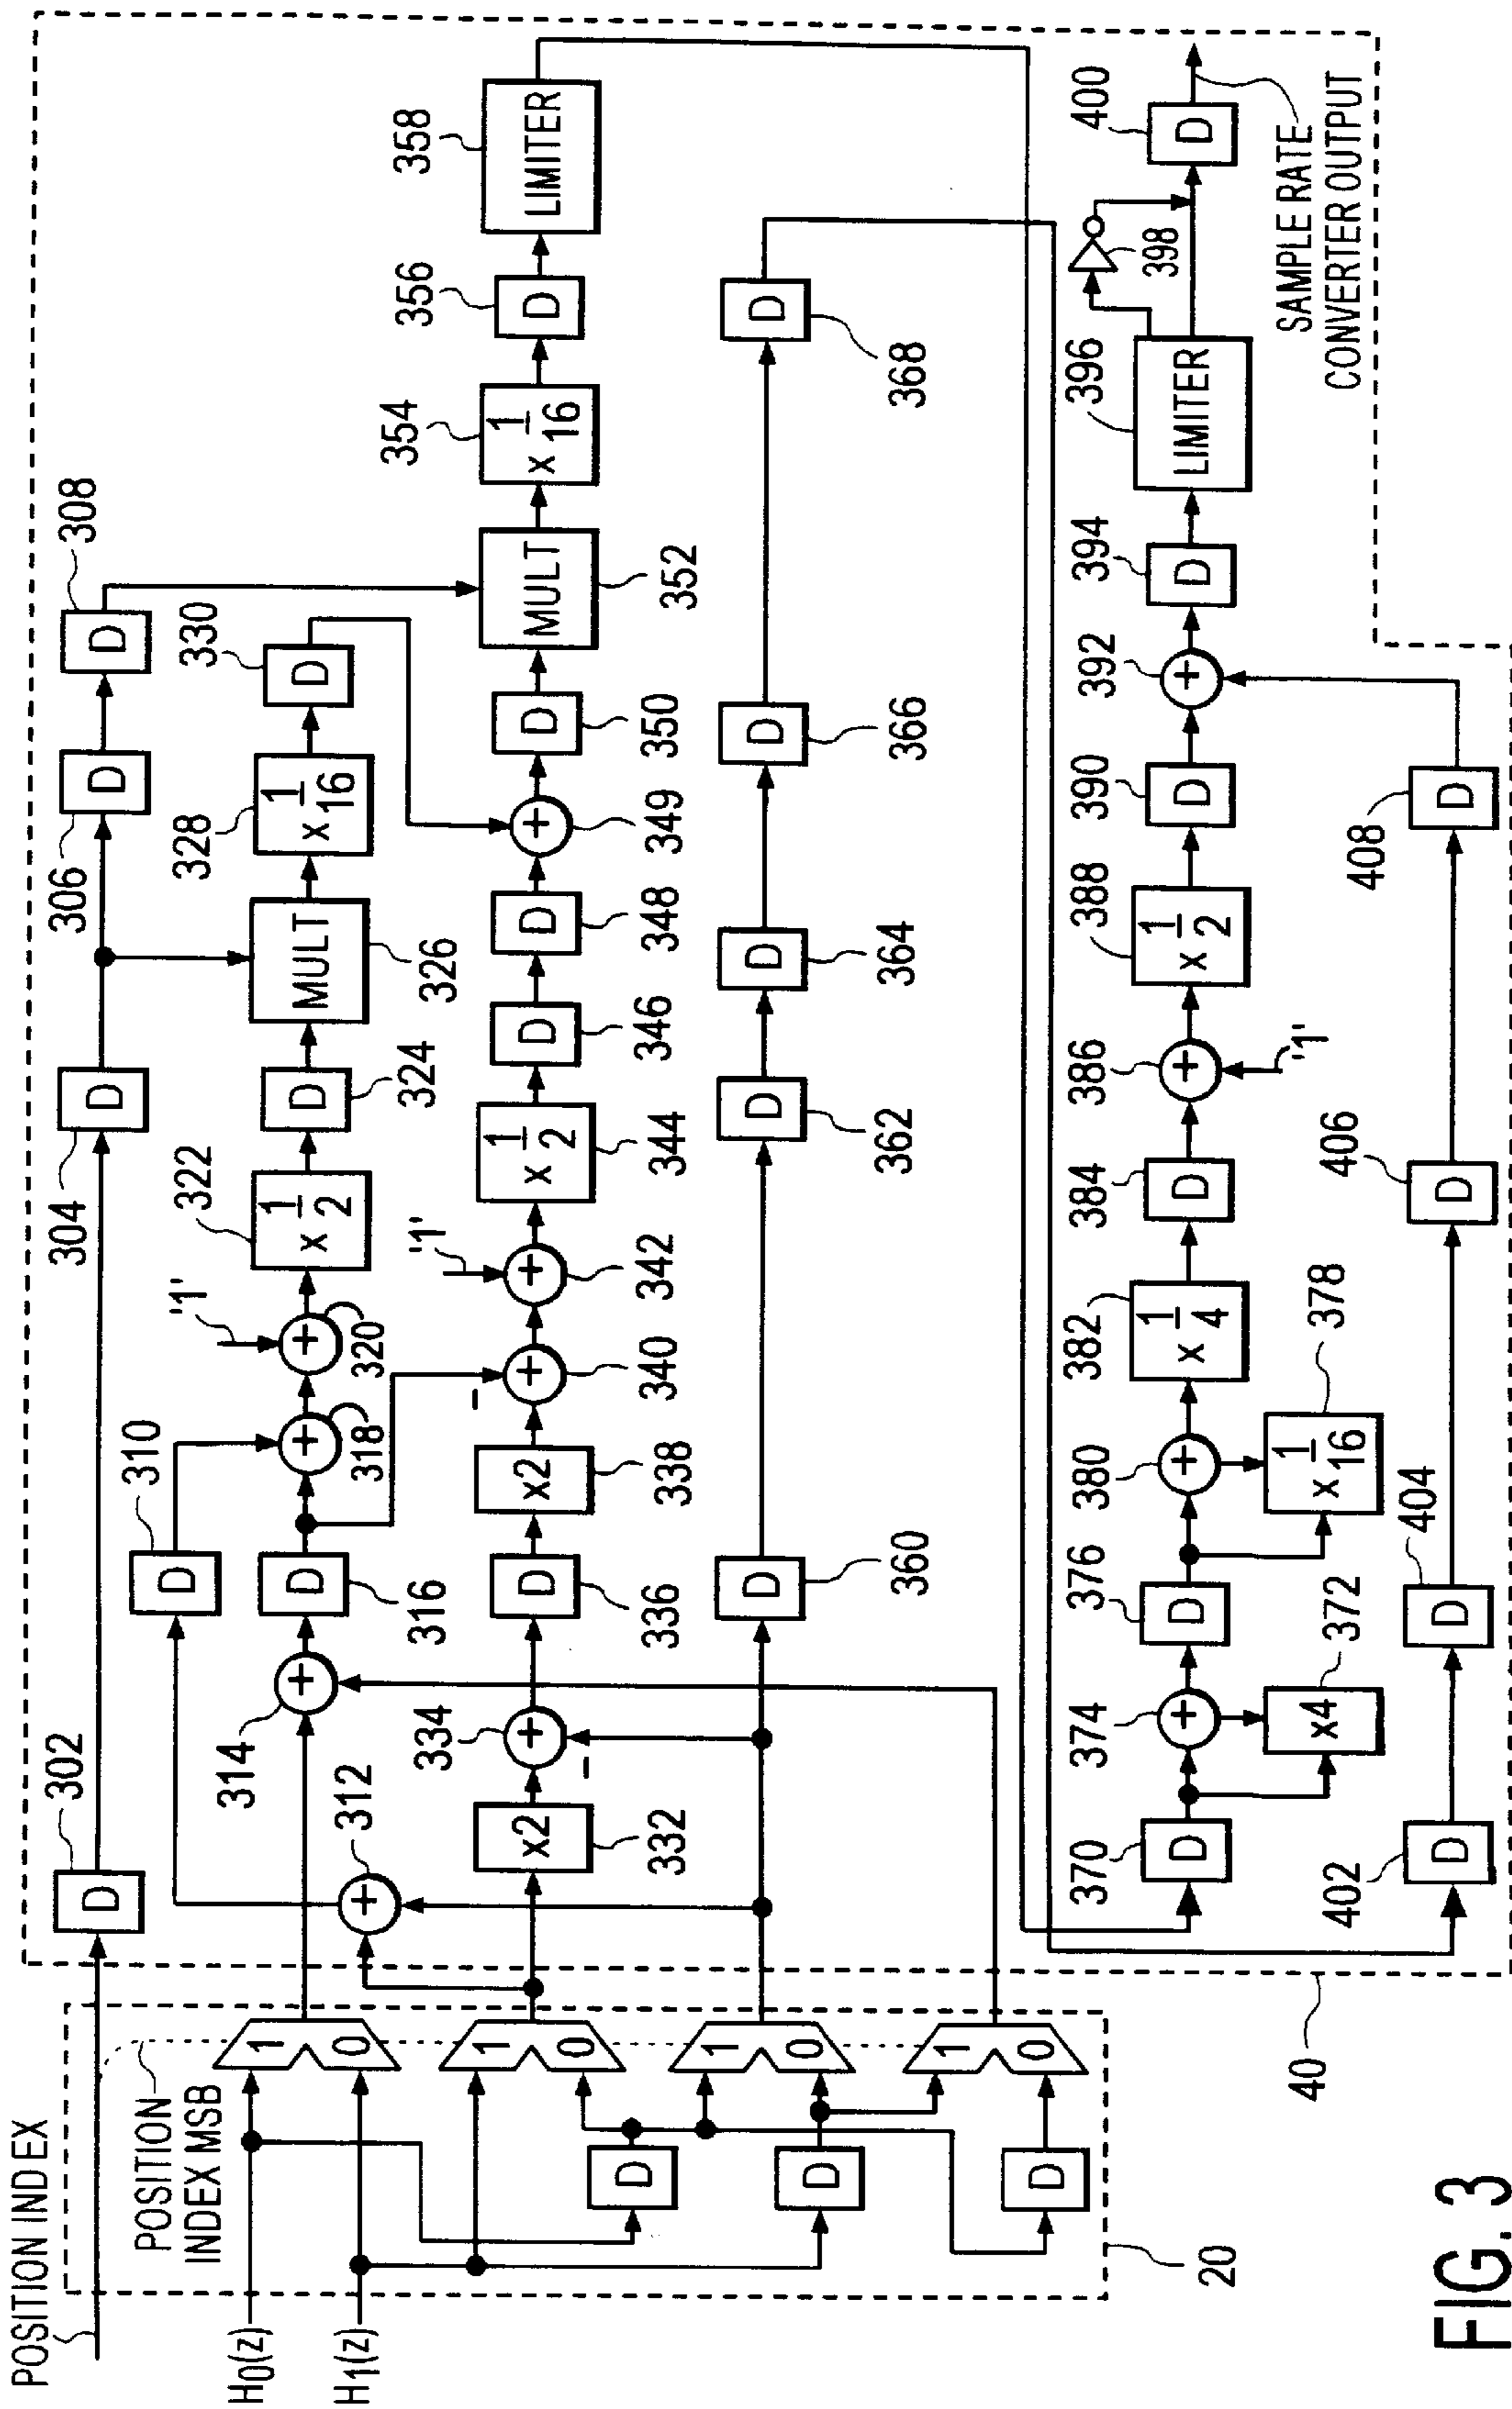 POSITION INDEX
POSITION
INDEX MSB
H₀(z)
H₁(z)
1
0
1
0
1
0
1
0
D
D
D
20
40
302
D
304
D
306
D
308
D
310
D
312
+
314
+
316
D
318
+
320
+
'1'
322
x 1/2
324
D
326
MULT
328
x 1/16
330
D
332
x2
334
+
−
336
D
338
x2
340
+
−
342
+
'1'
344
x 1/2
346
D
348
D
349
+
350
D
352
MULT
354
x 1/16
356
D
358
LIMITER
360
D
362
D
364
D
366
D
368
D
370
D
372
x4
374
+
376
D
378
x 1/16
380
+
382
x 1/4
384
D
386
+
'1'
388
x 1/2
390
D
392
+
394
D
396
LIMITER
398
400
D
SAMPLE RATE
CONVERTER OUTPUT
402
D
404
D
406
D
408
D
FIG. 3